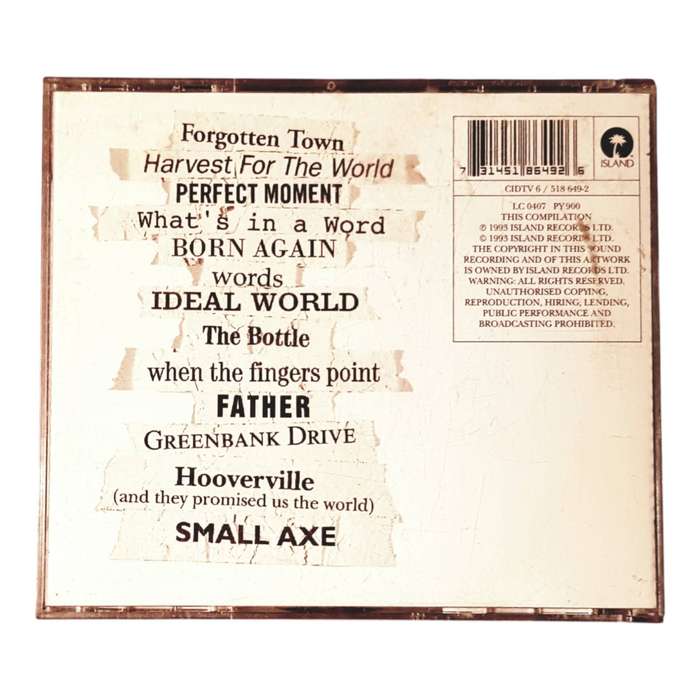 Forgotten Town
Harvest For The World
PERFECT MOMENT
What's in a Word
BORN AGAIN
words
IDEAL WORLD
The Bottle
when the fingers point
FATHER
GREENBANK DRIVE
Hooverville
(and they promised us the world)
SMALL AXE
7 31451 86492 6
ISLAND
CIDTV 6 / 518 649-2
LC 0407 PY 900
THIS COMPILATION
℗ 1993 ISLAND RECORDS LTD.
© 1993 ISLAND RECORDS LTD.
THE COPYRIGHT IN THIS SOUND
RECORDING AND OF THIS ARTWORK
IS OWNED BY ISLAND RECORDS LTD.
WARNING: ALL RIGHTS RESERVED.
UNAUTHORISED COPYING,
REPRODUCTION, HIRING, LENDING,
PUBLIC PERFORMANCE AND
BROADCASTING PROHIBITED.